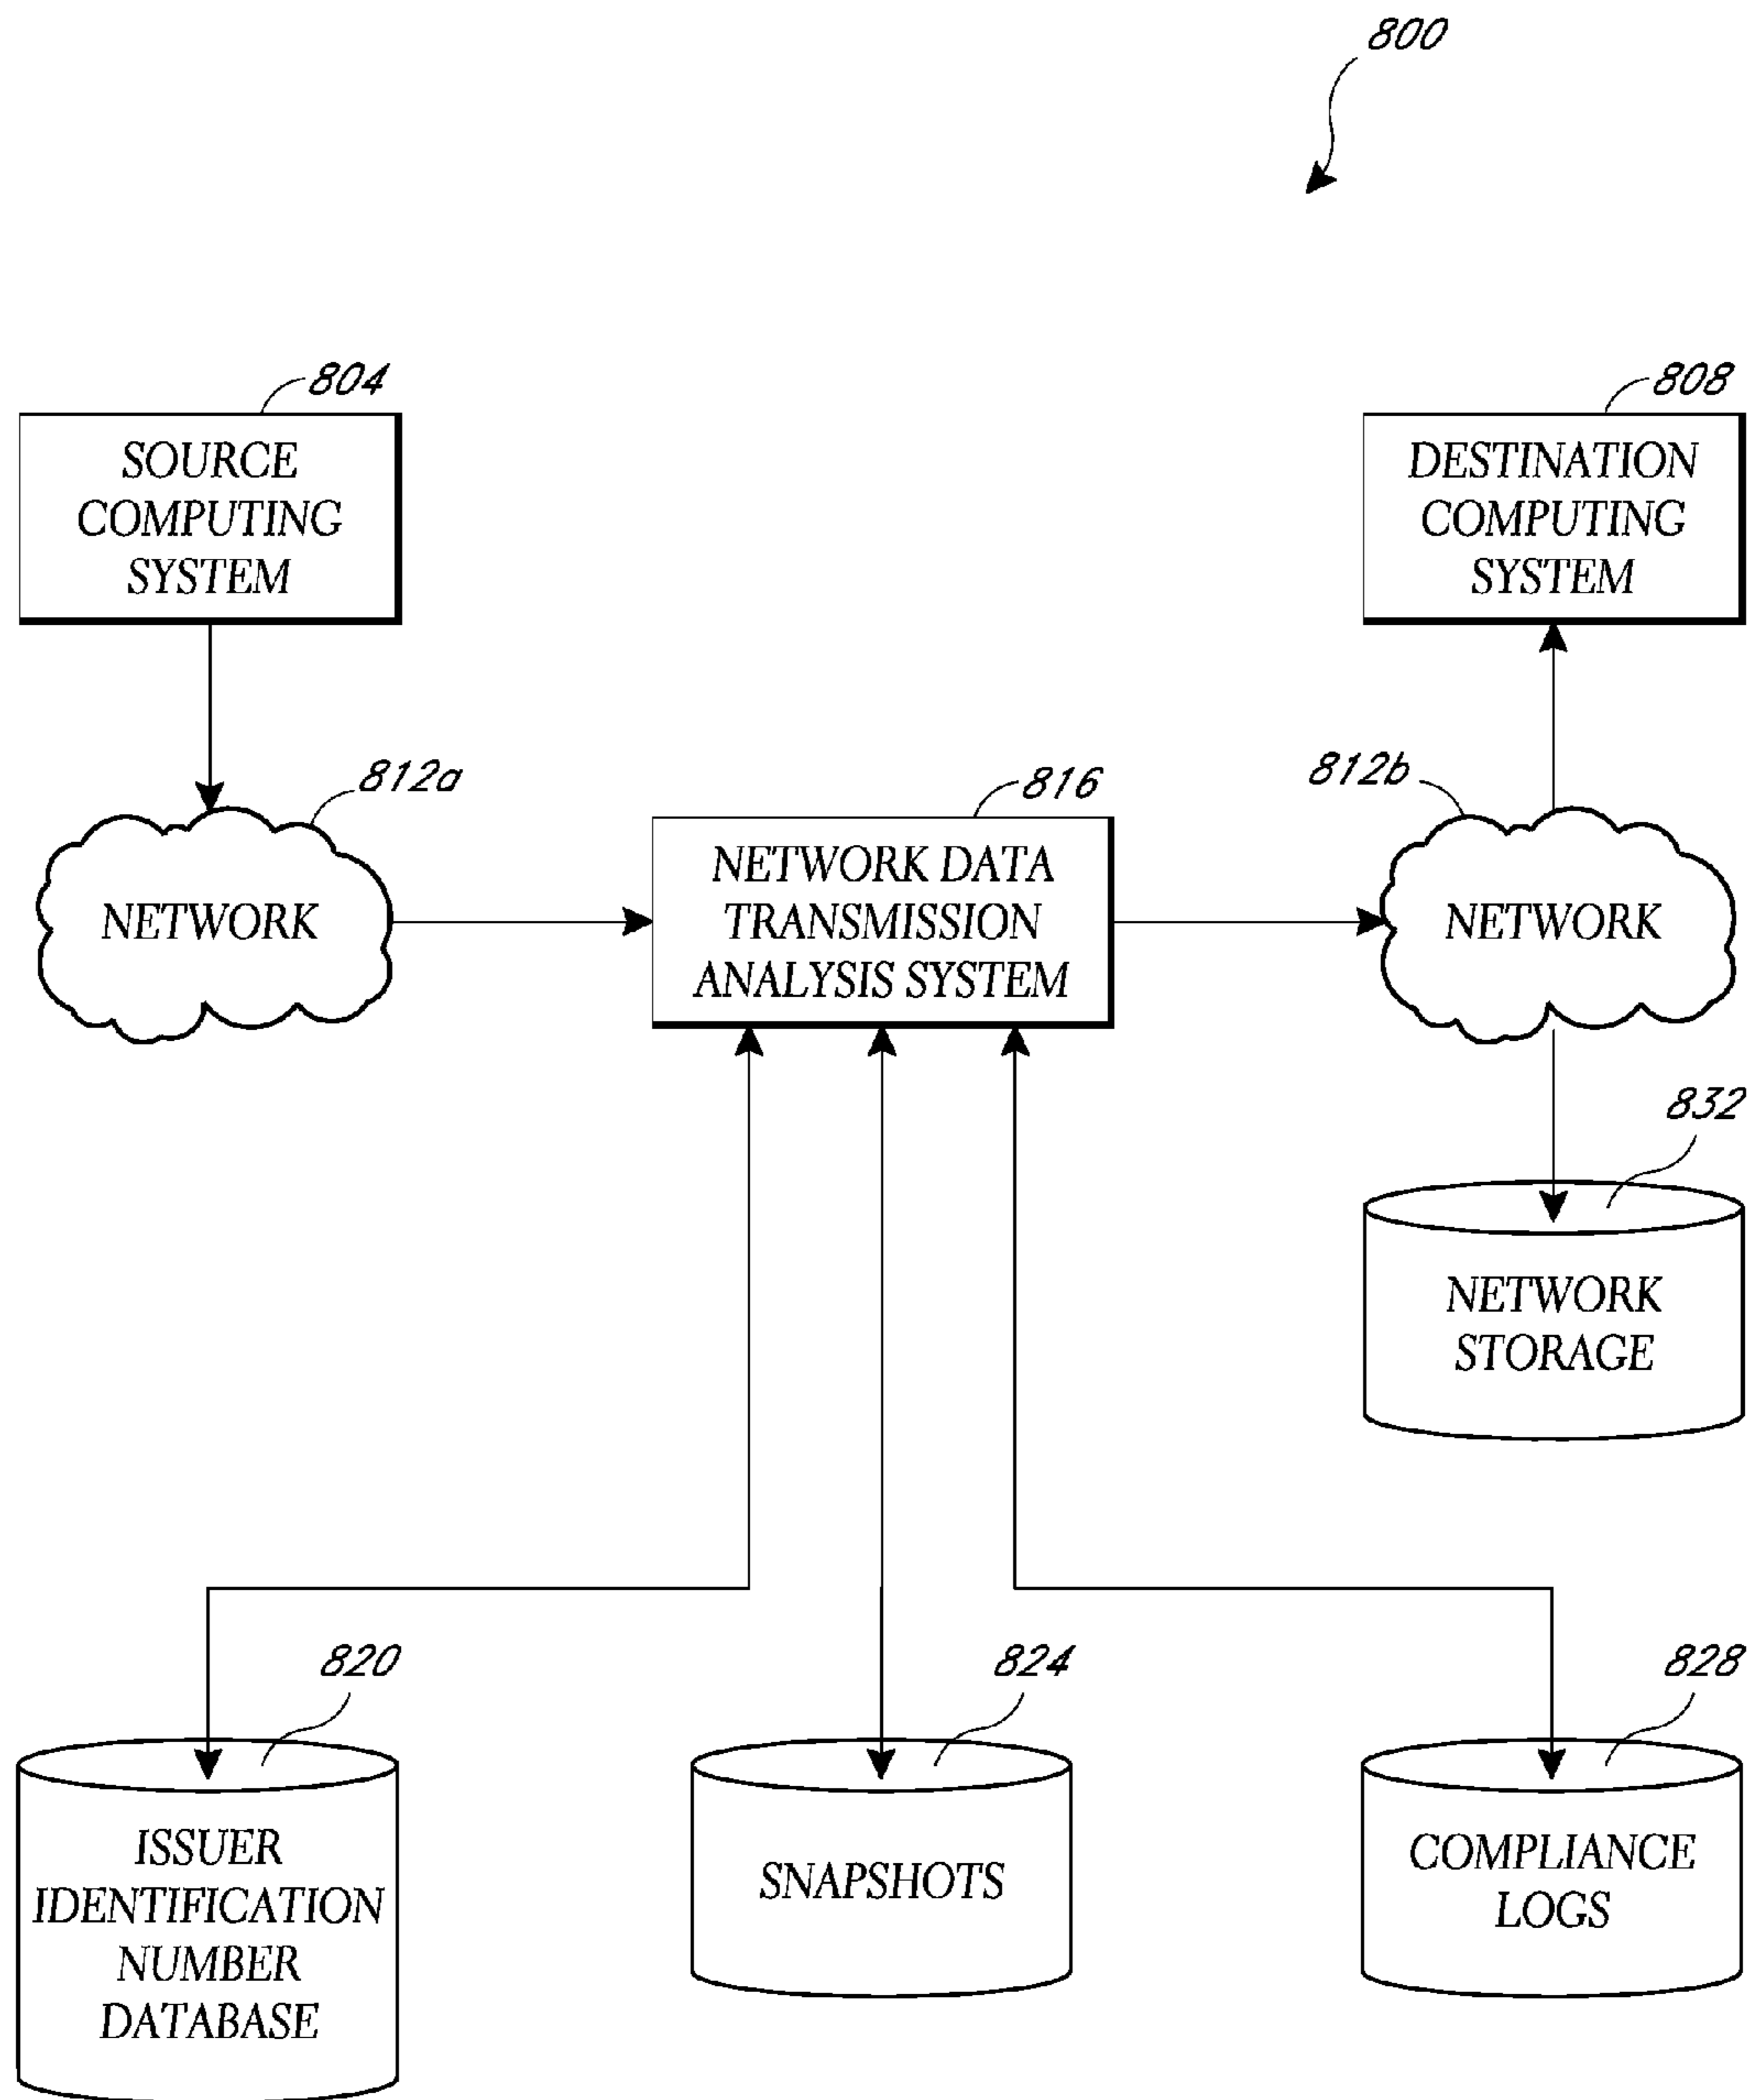 800
804
SOURCE
COMPUTING
SYSTEM
808
DESTINATION
COMPUTING
SYSTEM
812a
NETWORK
816
NETWORK DATA
TRANSMISSION
ANALYSIS SYSTEM
812b
NETWORK
832
NETWORK
STORAGE
820
ISSUER
IDENTIFICATION
NUMBER
DATABASE
824
SNAPSHOTS
828
COMPLIANCE
LOGS